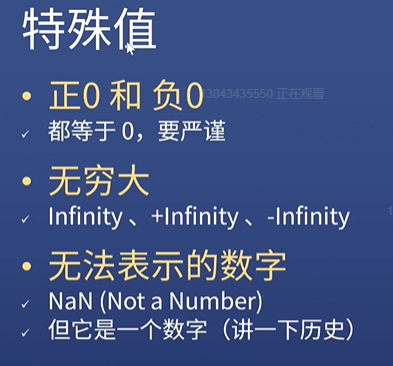 特殊值
• 正0 和 负0
3043435550 正在观看
✓ 都等于 0，要严谨
• 无穷大
✓ Infinity 、+Infinity 、-Infinity
• 无法表示的数字
✓ NaN (Not a Number)
✓ 但它是一个数字（讲一下历史）